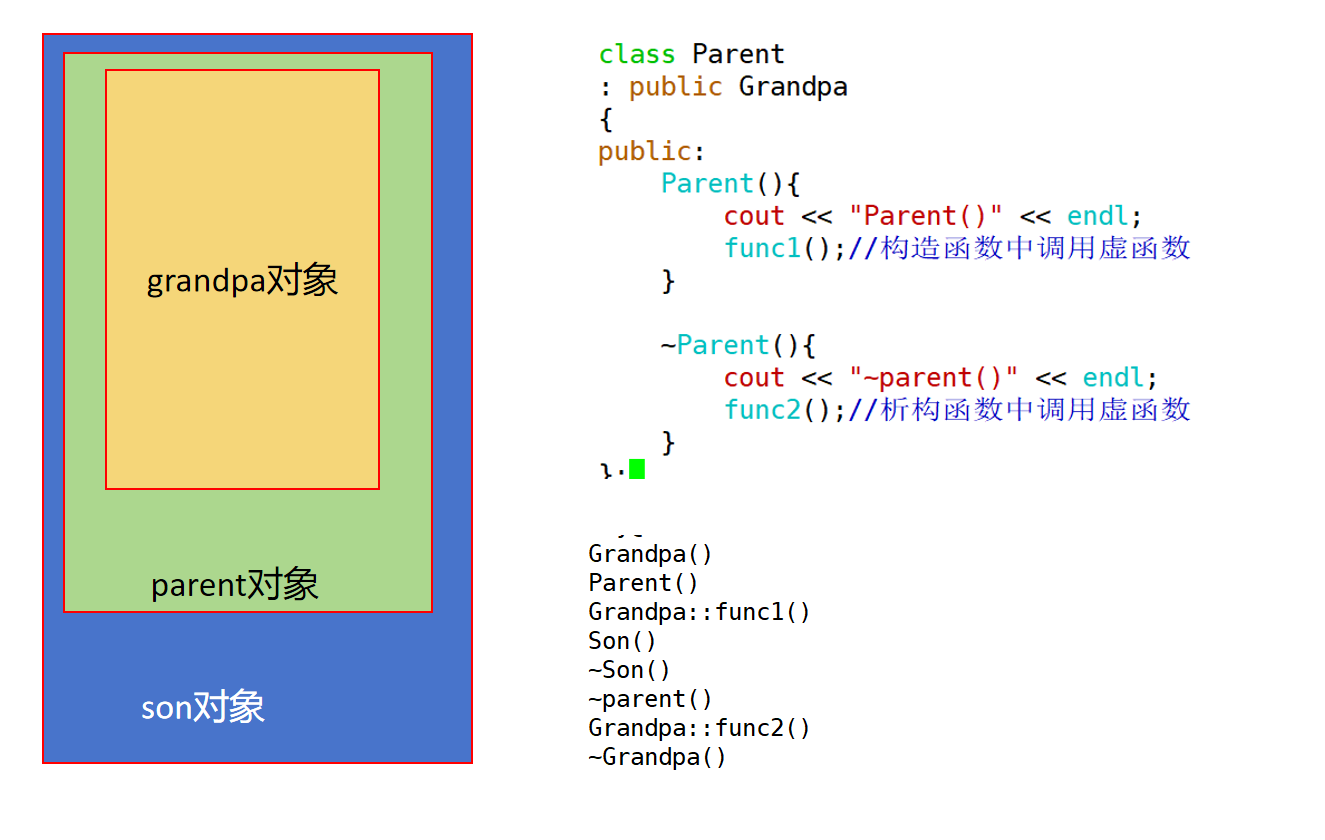 grandpa对象
parent对象
son对象
class Parent
: public Grandpa
{
public:
    Parent(){
        cout << "Parent()" << endl;
        func1();//构造函数中调用虚函数
    }
    ~Parent(){
        cout << "~parent()" << endl;
        func2();//析构函数中调用虚函数
    }
};
Grandpa()
Parent()
Grandpa::func1()
Son()
~Son()
~parent()
Grandpa::func2()
~Grandpa()